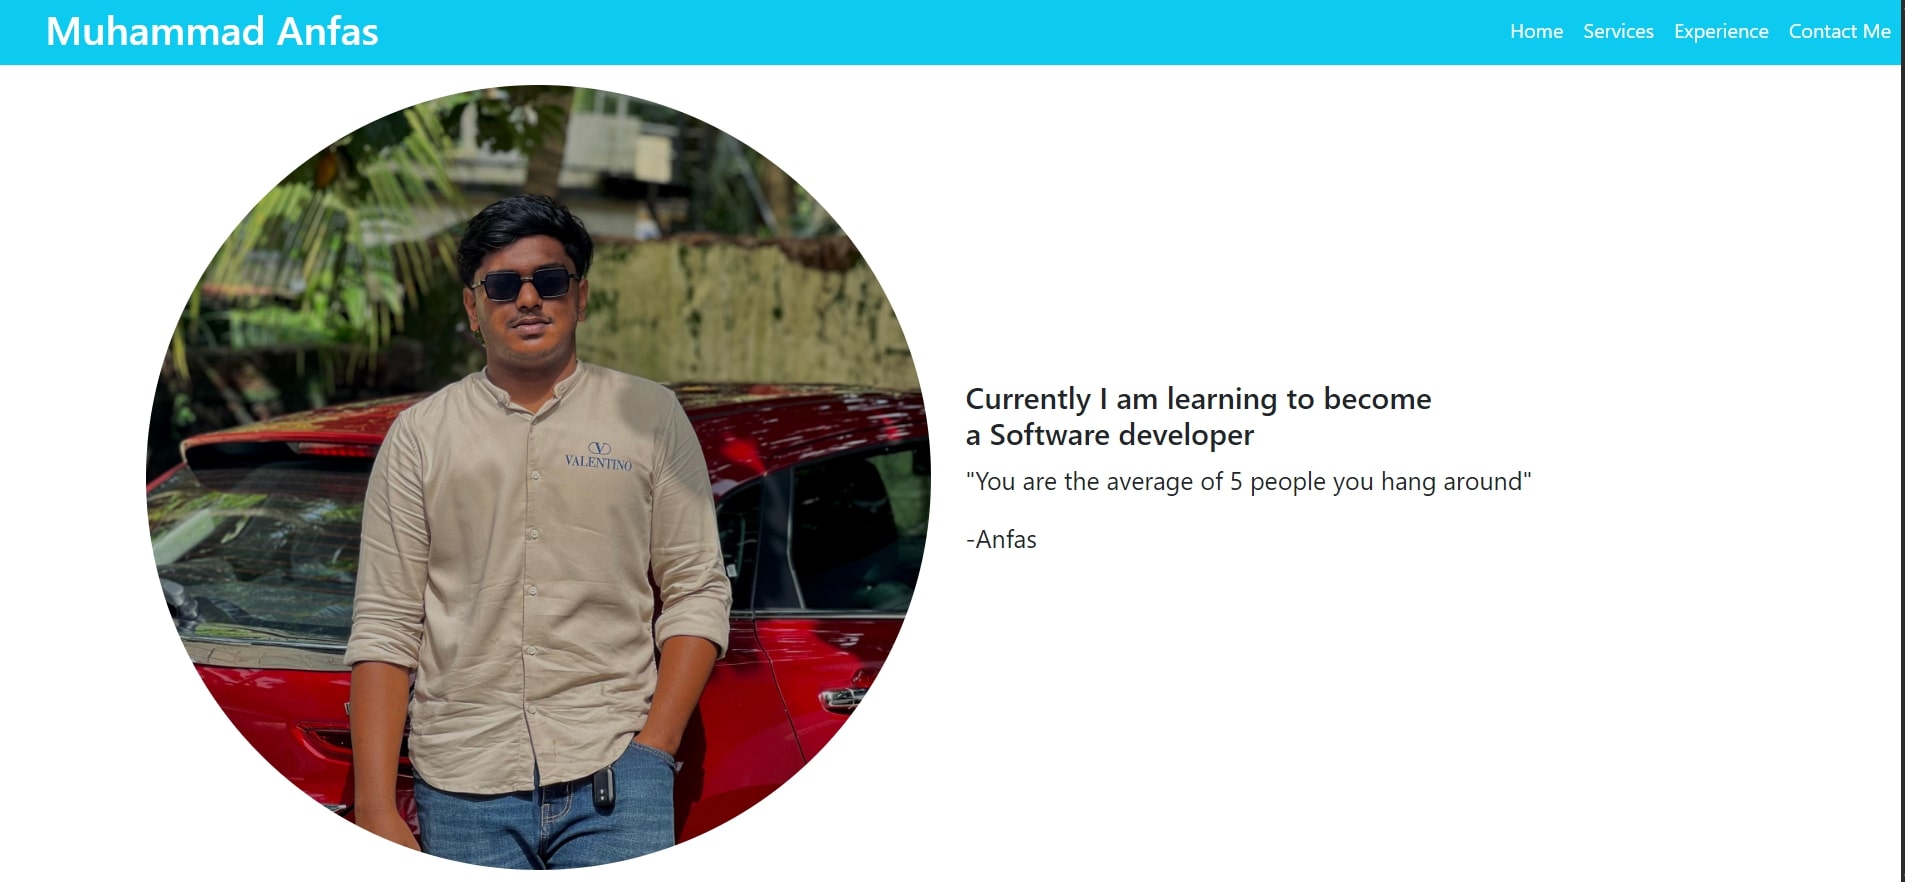 Muhammad Anfas
Home Services Experience Contact Me
V
VALENTINO
Currently I am learning to become
a Software developer
"You are the average of 5 people you hang around"
-Anfas